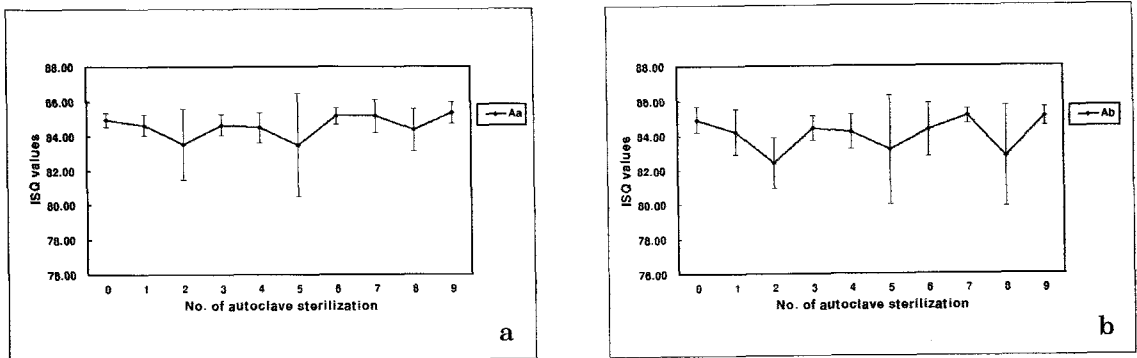 88.00
86.00
84.00
82.00
80.00
78.00
76.00
ISQ values
0 1 2 3 4 5 6 7 8 9
No. of autoclave sterilization
Aa
a
88.00
86.00
84.00
82.00
80.00
78.00
76.00
ISQ values
0 1 2 3 4 5 6 7 8 9
No. of autoclave sterilization
Ab
b